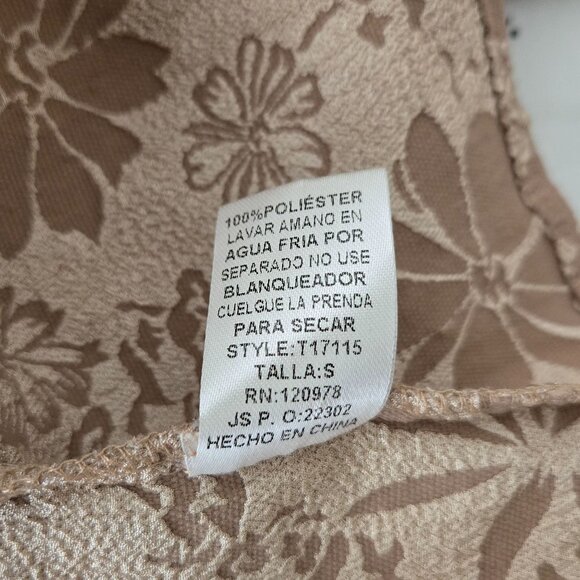 100%POLIÉSTER
LAVAR AMANO EN
AGUA FRIA POR
SEPARADO NO USE
BLANQUEADOR
CUELGUE LA PRENDA
PARA SECAR
STYLE:T17115
TALLA:S
RN:120978
JS P. O:22302
HECHO EN CHINA